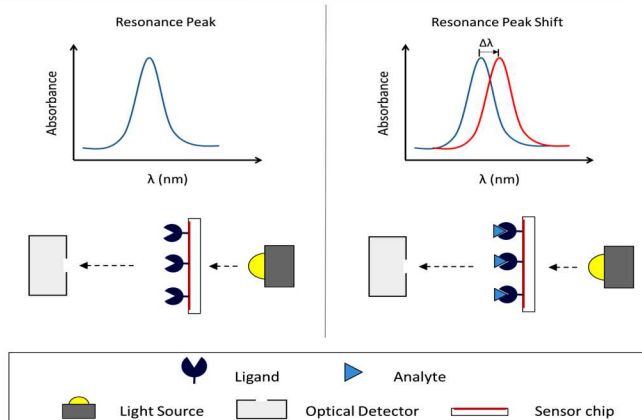 Resonance Peak
Absorbance
λ (nm)
Resonance Peak Shift
Δλ
Absorbance
λ (nm)
Ligand
Analyte
Light Source
Optical Detector
Sensor chip